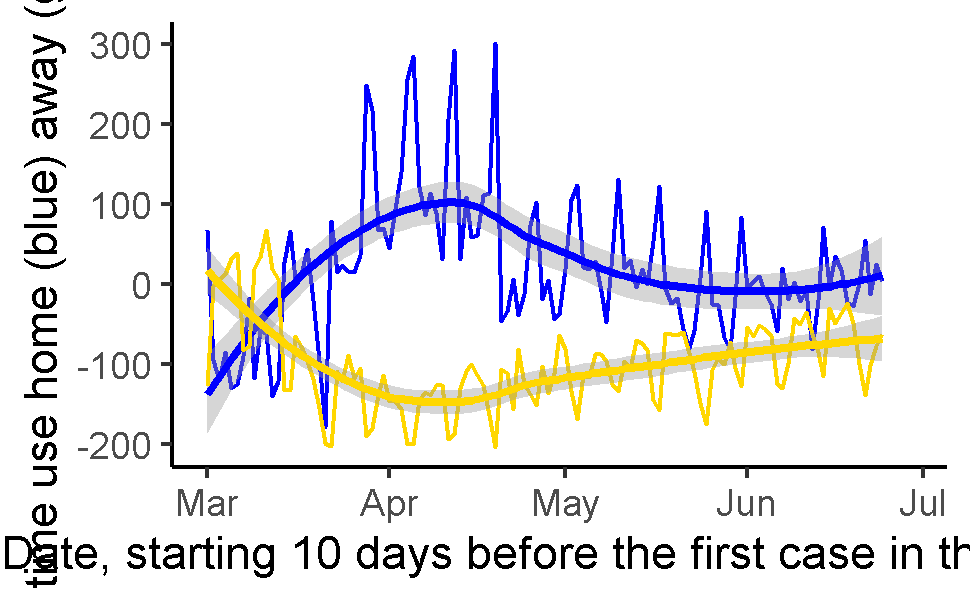 time use home (blue) away (
300
200
100
0
-100
-200
Mar Apr May Jun Jul
Date, starting 10 days before the first case in th